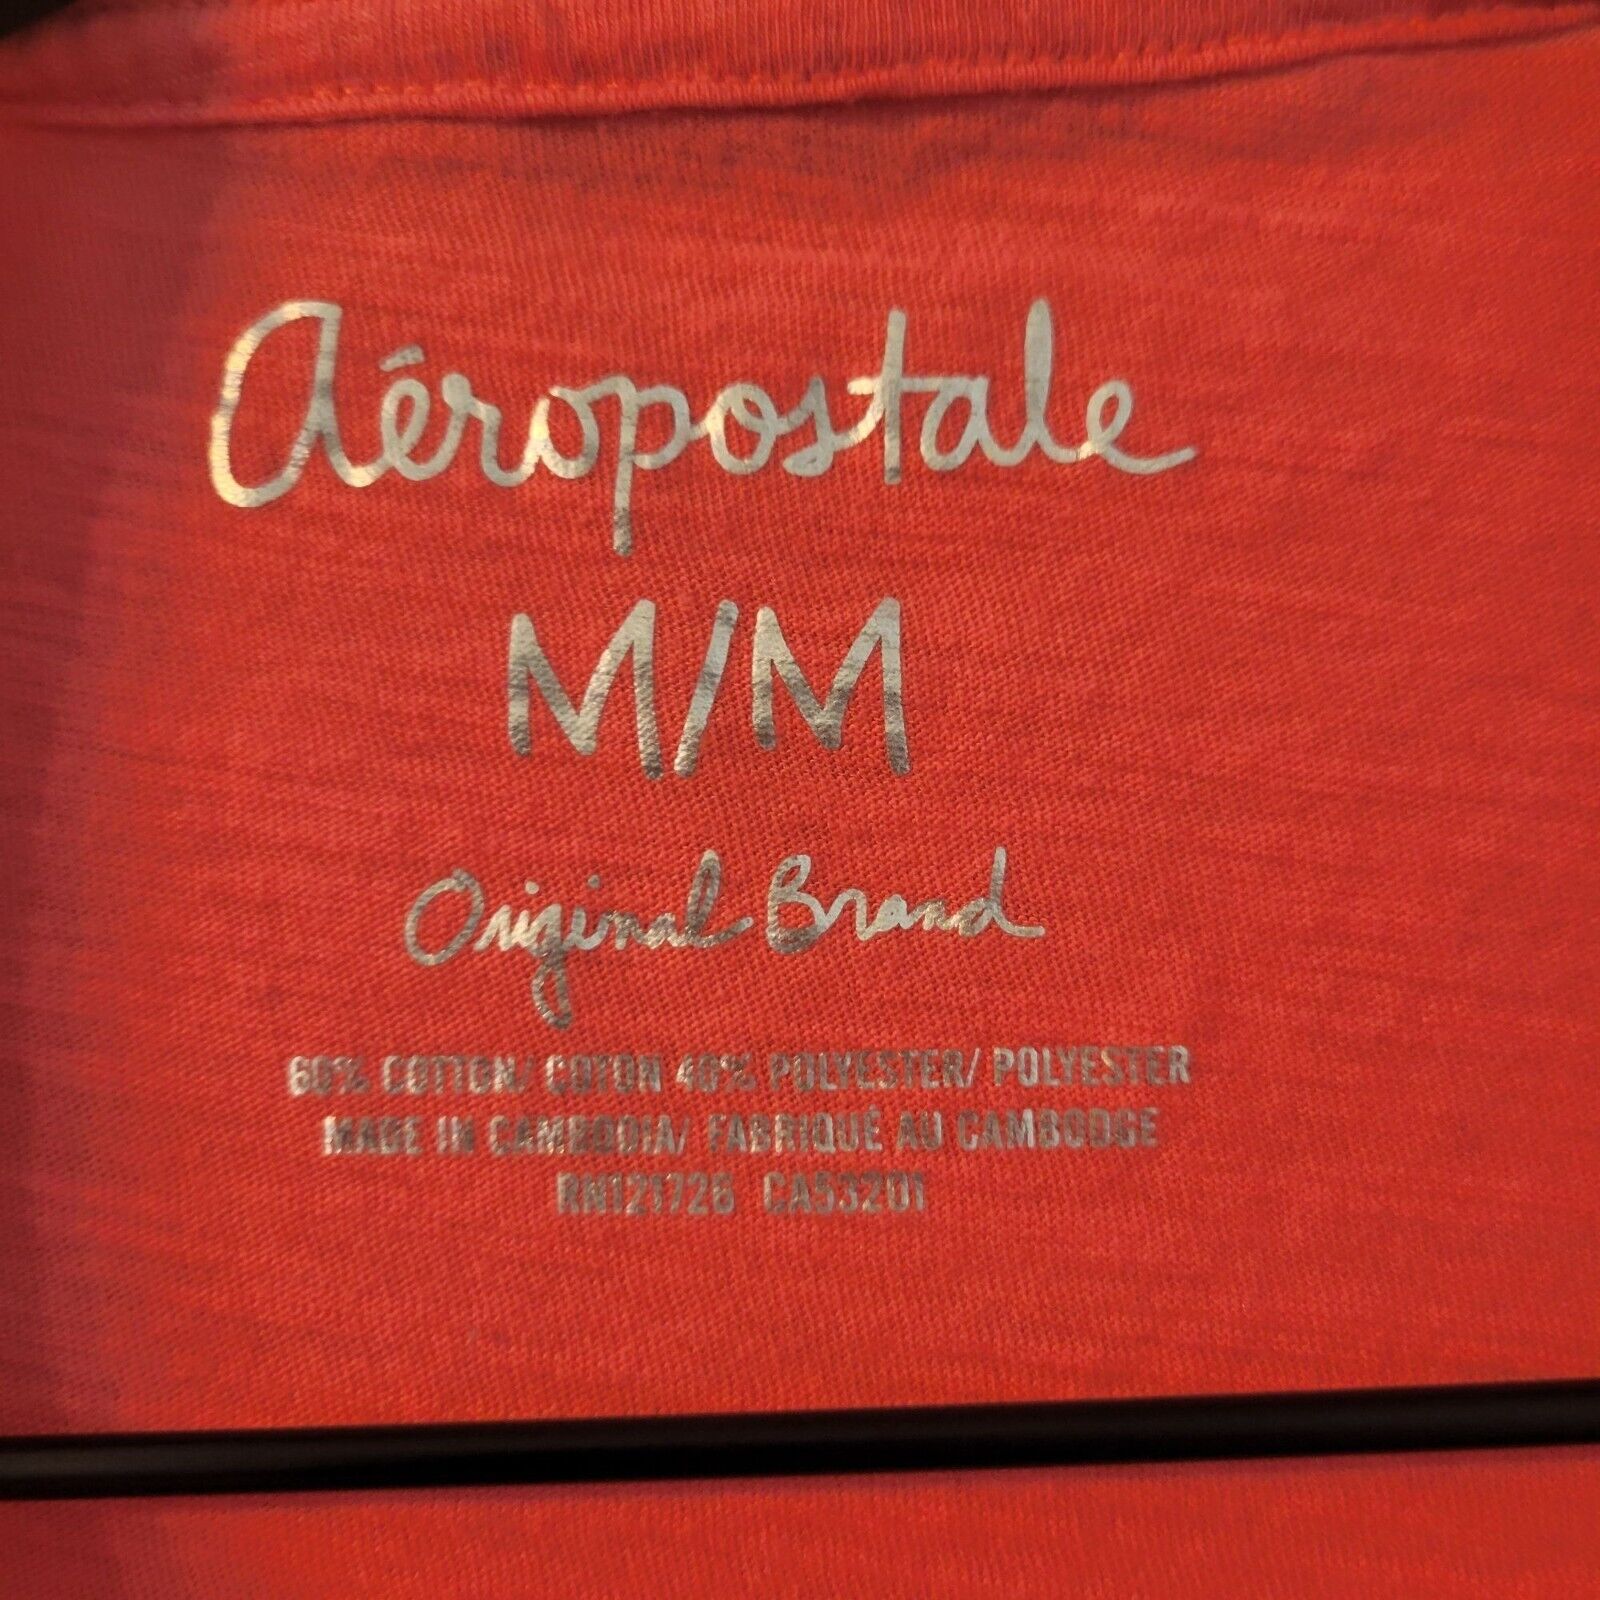 aéropostale
M/M
Original Brand
60% COTTON/ COTON 40% POLYESTER/ POLYESTER
MADE IN CAMBODIA/ FABRIQUÉ AU CAMBODGE
RN121726 CA53201